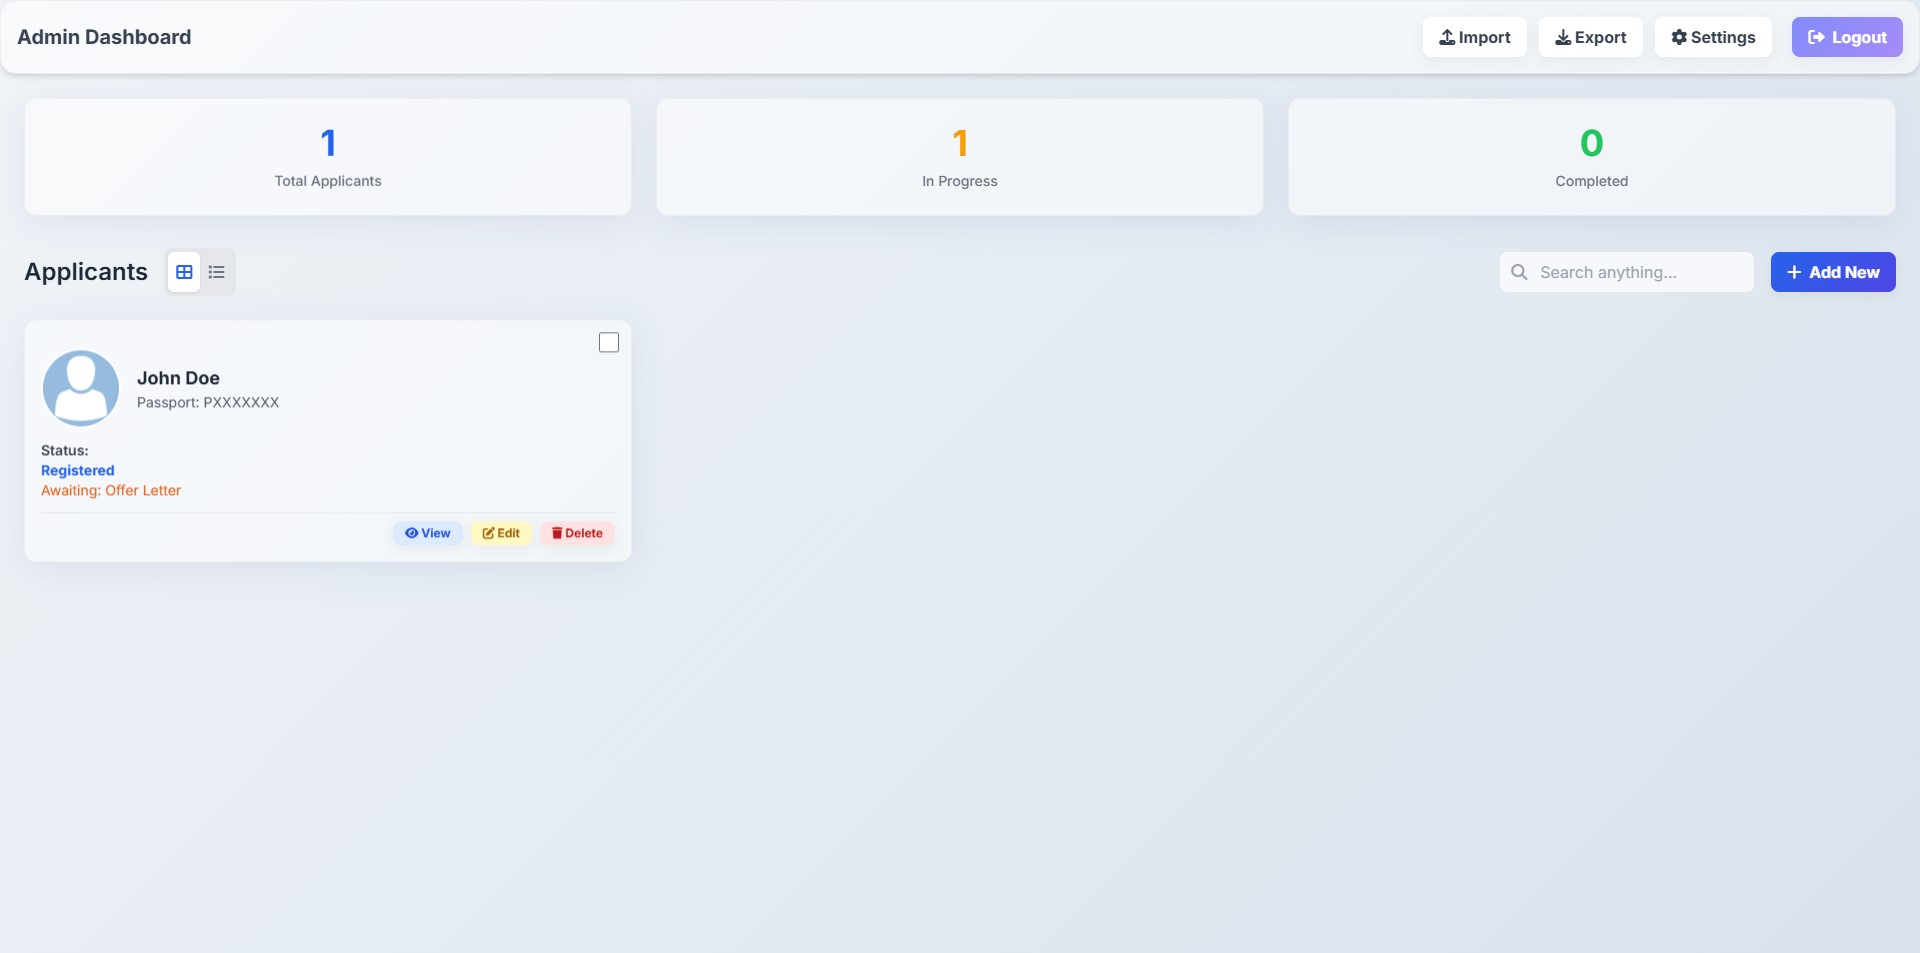 Admin Dashboard
Import
Export
Settings
Logout
1
Total Applicants
1
In Progress
0
Completed
Applicants
Search anything...
Add New
John Doe
Passport: PXXXXXXX
Status:
Registered
Awaiting: Offer Letter
View
Edit
Delete